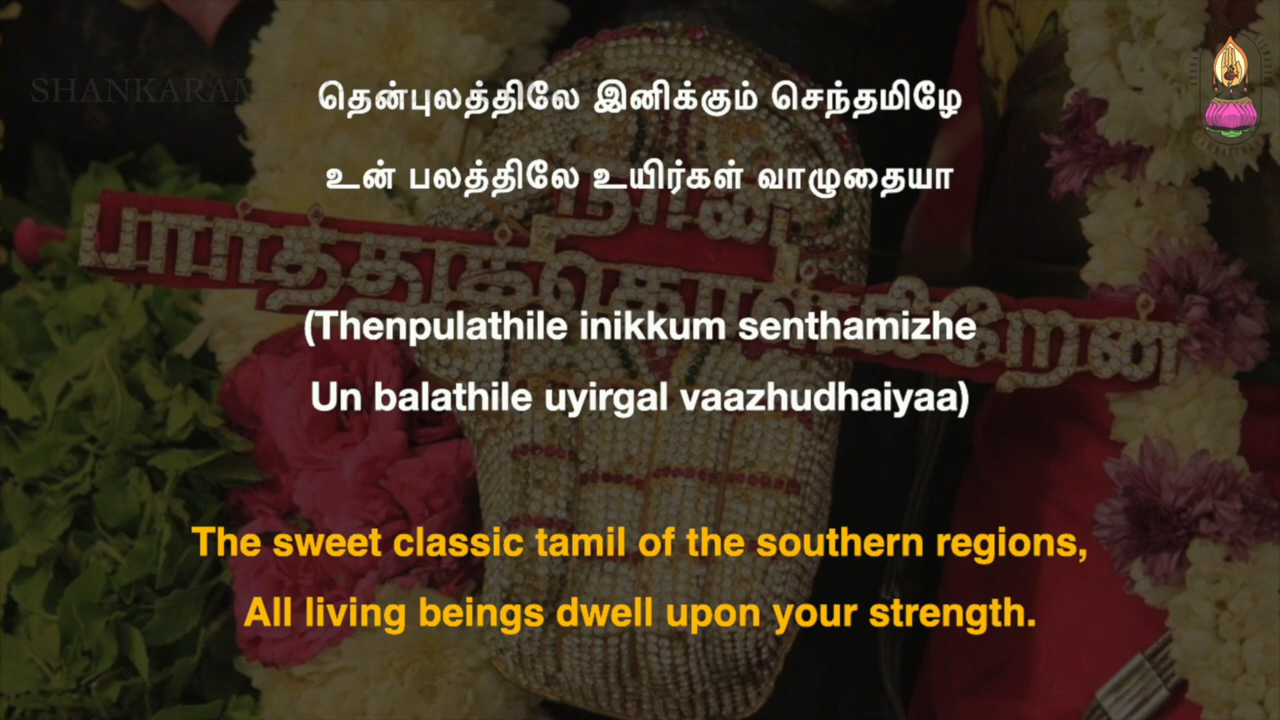 SHANKARAM
தென்புலத்திலே இனிக்கும் செந்தமிழே
உன் பலத்திலே உயிர்கள் வாழுதையா
நான்
பார்த்துக்கொள்கிறேன்
(Thenpulathile inikkum senthamizhe
Un balathile uyirgal vaazhudhaiyaa)
The sweet classic tamil of the southern regions,
All living beings dwell upon your strength.